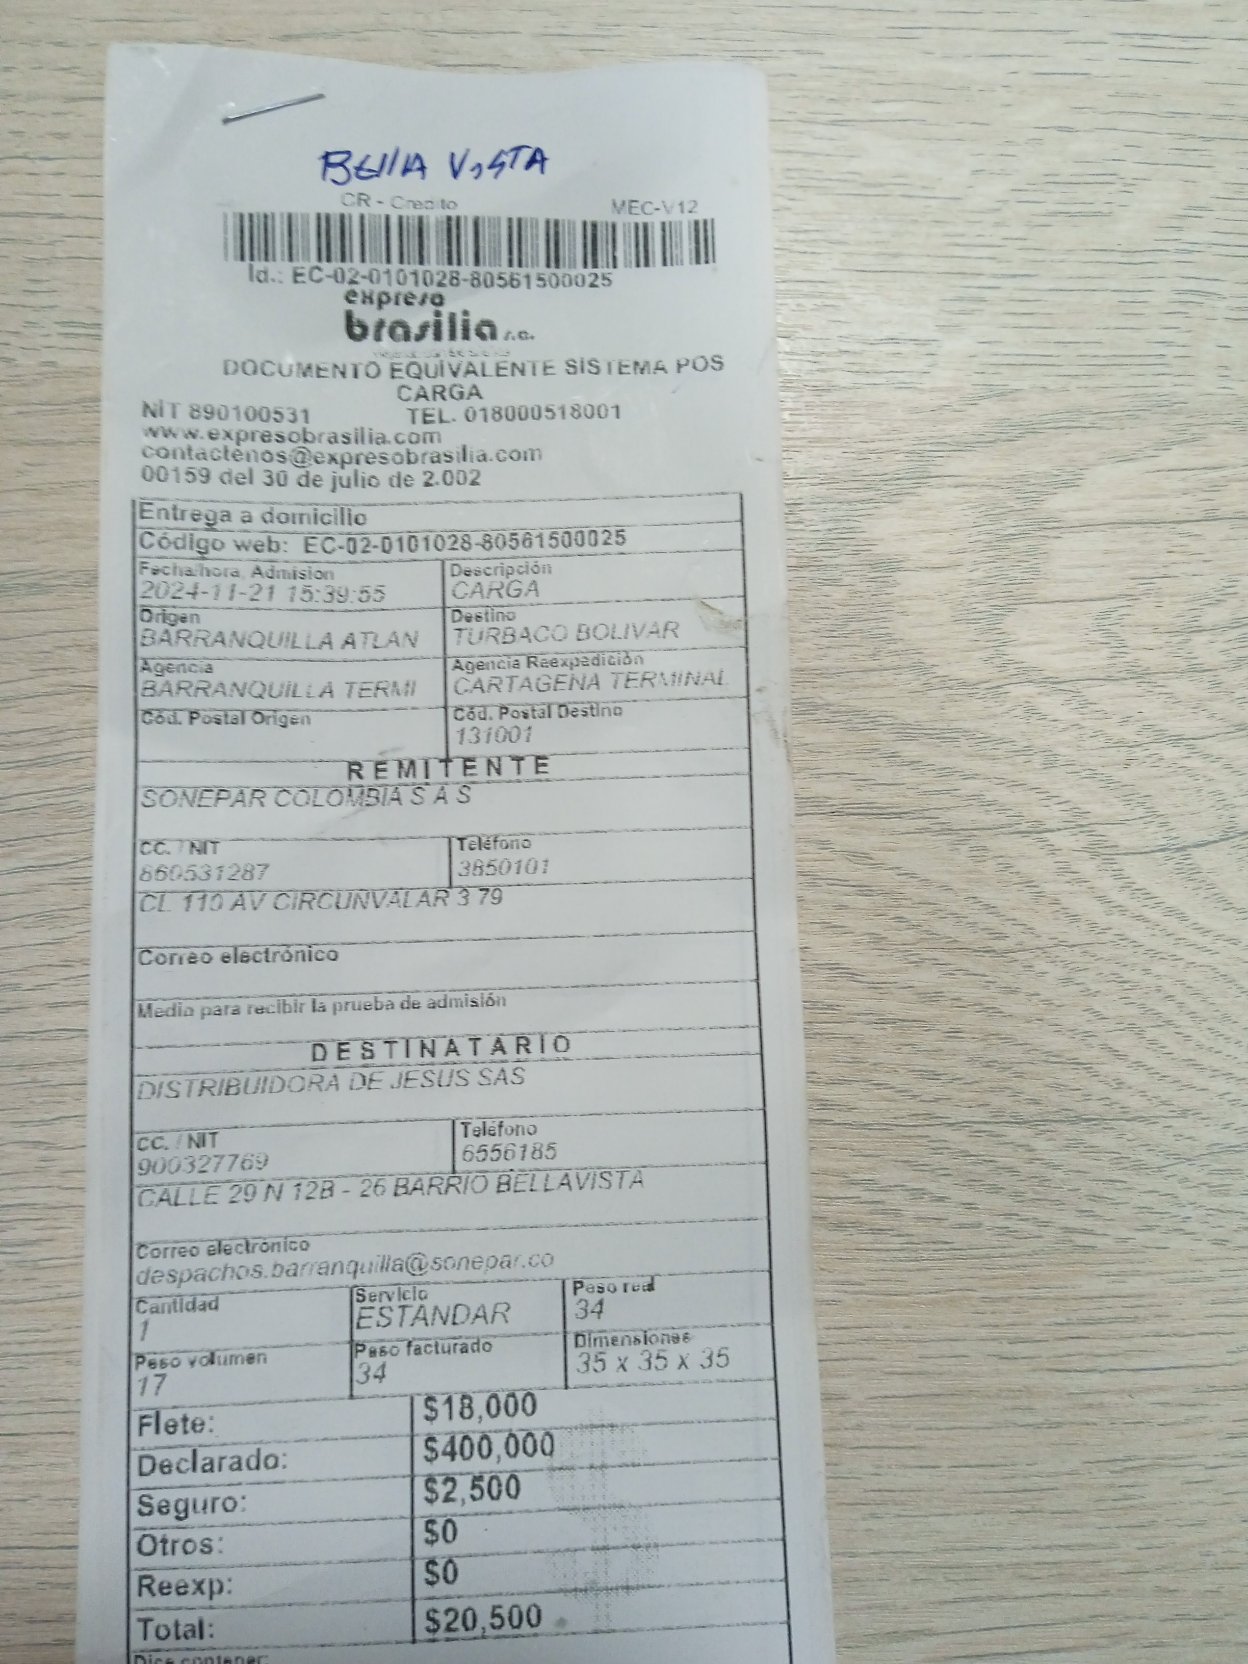 BELLA VISTA
CR - Credito MEC-V12
Id.: EC-02-0101028-80561500025
expreso
brasilia s.a.
DOCUMENTO EQUIVALENTE SISTEMA POS
CARGA
NIT 890100531 TEL. 018000518001
www.expresobrasilia.com
contactenos@expresobrasilia.com
00159 del 30 de julio de 2.002
Entrega a domicilio
Código web: EC-02-0101028-80561500025
Fecha/hora, Admision Descripción
2024-11-21 15:39:55 CARGA
Origen Destino
BARRANQUILLA ATLAN TURBACO BOLIVAR
Agencia Agencia Reexpedición
BARRANQUILLA TERMI CARTAGENA TERMINAL
Cód. Postal Origen Cód. Postal Destino
131001
REMITENTE
SONEPAR COLOMBIA S A S
CC. / NIT Teléfono
860531287 3850101
CL 110 AV CIRCUNVALAR 3 79
Correo electrónico
Medio para recibir la prueba de admisión
DESTINATARIO
DISTRIBUIDORA DE JESUS SAS
CC. / NIT Teléfono
900327769 6556185
CALLE 29 N 12B - 26 BARRIO BELLAVISTA
Correo electrónico
despachos.barranquilla@sonepar.co
Cantidad Servicio Peso real
1 ESTANDAR 34
Peso volumen Peso facturado Dimensiones
17 34 35 x 35 x 35
Flete: $18,000
Declarado: $400,000
Seguro: $2,500
Otros: $0
Reexp: $0
Total: $20,500
Dice contener: